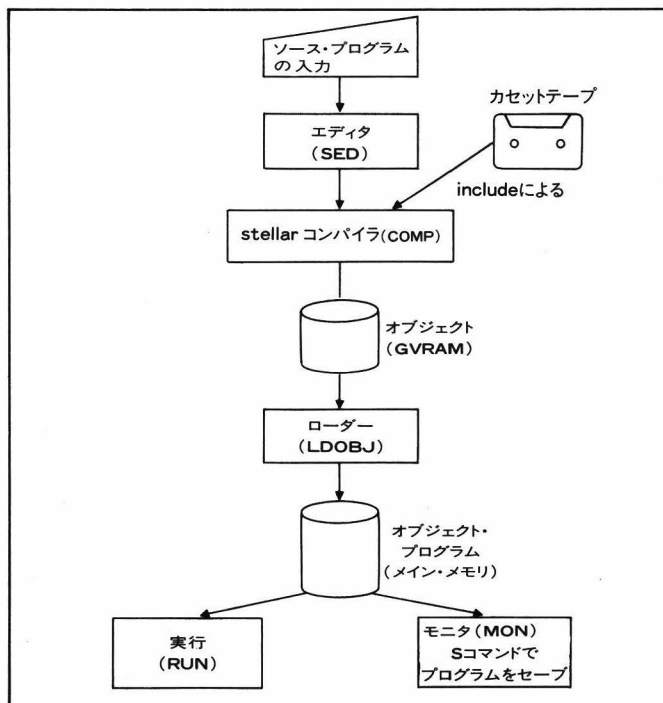 ソース・プログラム
の入力
カセットテープ
エディタ
(SED)
includeによる
stellar コンパイラ(COMP)
オブジェクト
(GVRAM)
ローダー
(LDOBJ)
オブジェクト・
プログラム
(メイン・メモリ)
実行
(RUN)
モニタ(MON)
Sコマンドで
プログラムをセーブ